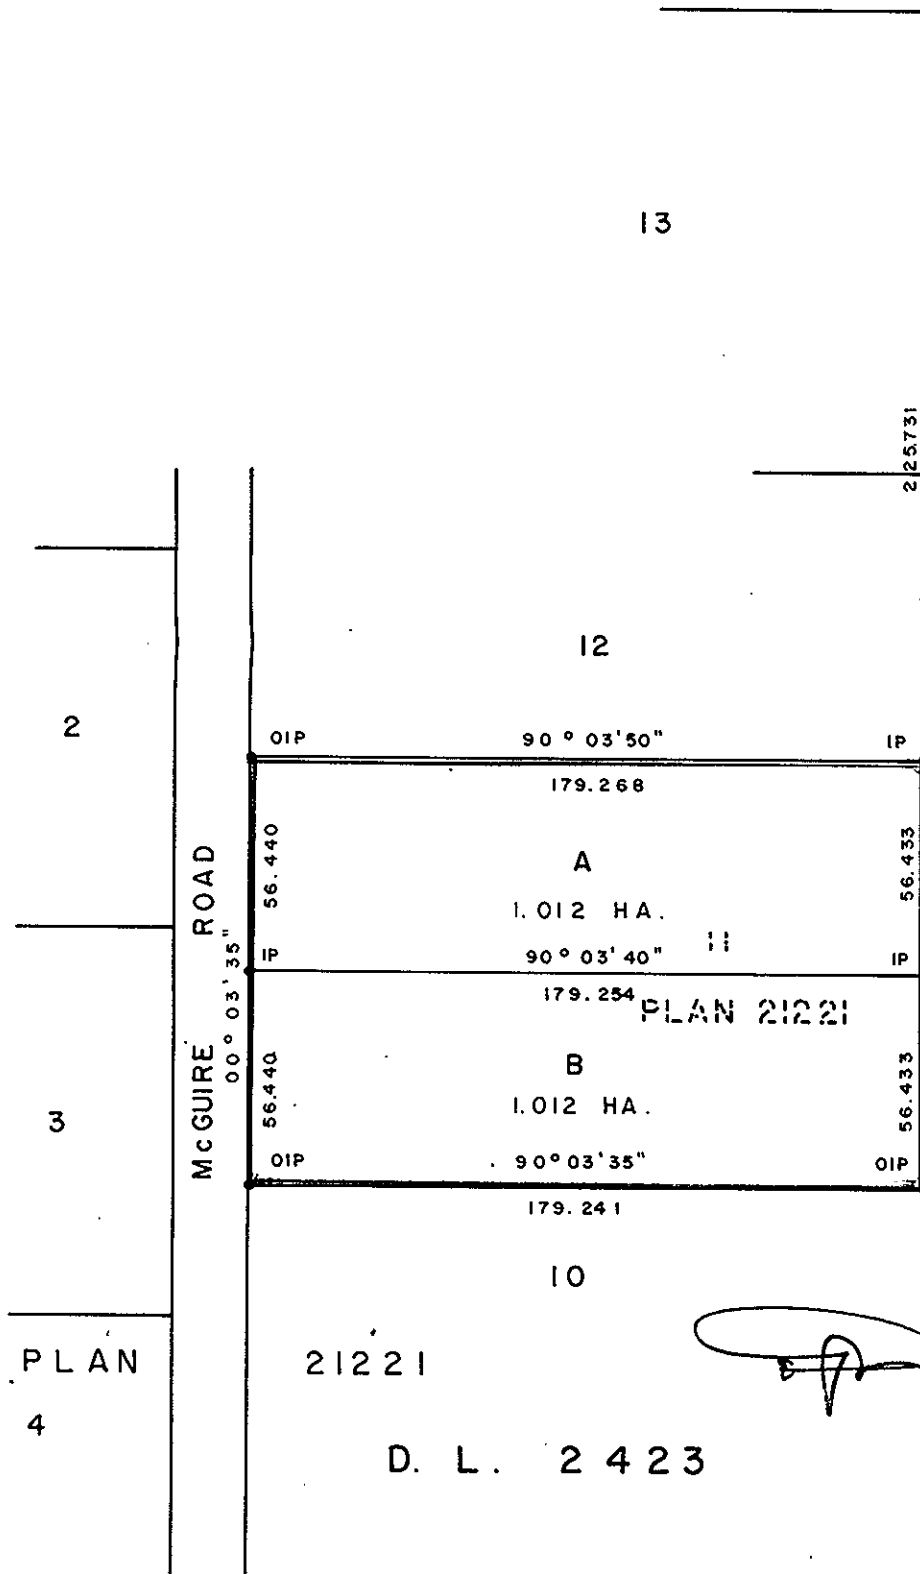 13
225.731
12
2
OIP 90° 03' 50" IP
179.268
56.440
56.433
A
1.012 HA.
11
IP 90° 03' 40" IP
179.254
PLAN 21221
McGUIRE ROAD
00° 03' 35"
B
56.440
56.433
1.012 HA.
3
OIP 90° 03' 35" OIP
179.241
10
PLAN 21221
4
D. L. 2423